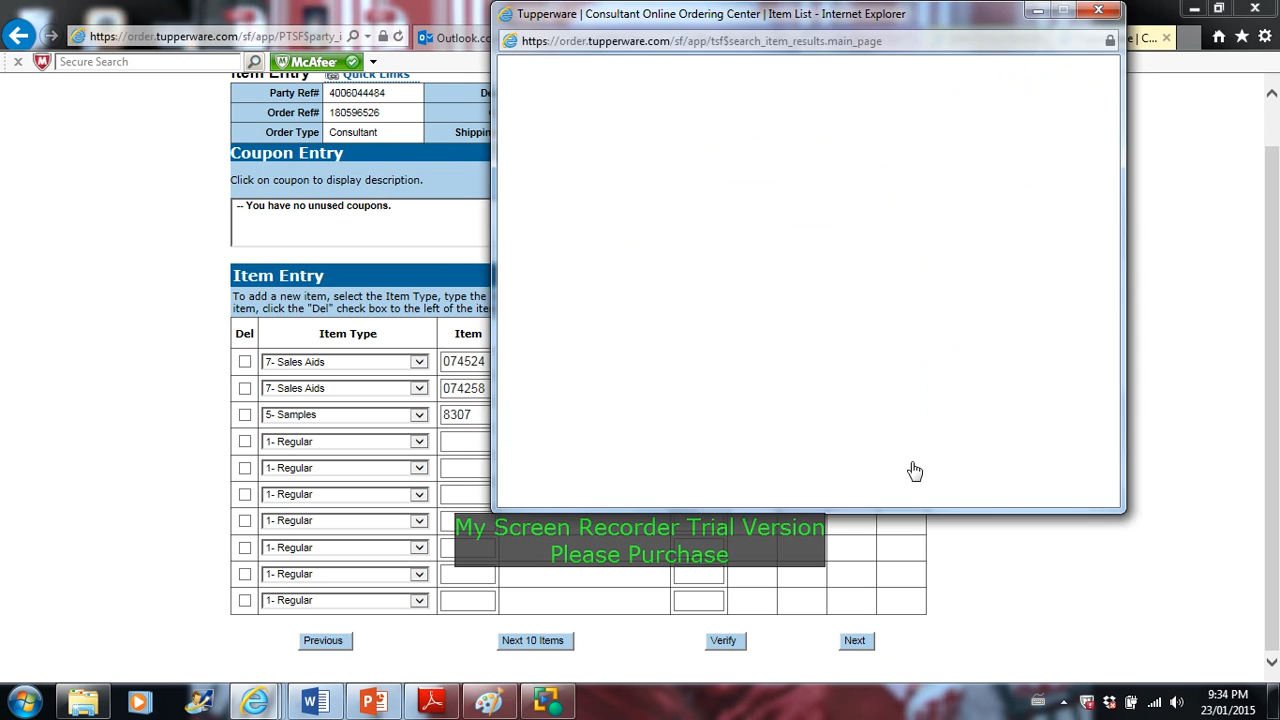 Tupperware | Consultant Online Ordering Center | Item List - Internet Explorer
https://order.tupperware.com/sf/app/tsf$search_item_results.main_page
https://order.tupperware.com/sf/app/PTSF$party_i
Outlook.co
C...
Secure Search
McAfee
Item Entry
Quick Links
Party Ref# 4006044484
Order Ref# 180596526
Order Type Consultant Shipping
Coupon Entry
Click on coupon to display description.
-- You have no unused coupons.
Item Entry
To add a new item, select the Item Type, type the
item, click the "Del" check box to the left of the ite
Del Item Type Item
7- Sales Aids 074524
7- Sales Aids 074258
5- Samples 8307
1- Regular
1- Regular
1- Regular
1- Regular
1- Regular
1- Regular
1- Regular
My Screen Recorder Trial Version
Please Purchase
Previous Next 10 Items Verify Next
9:34 PM
23/01/2015